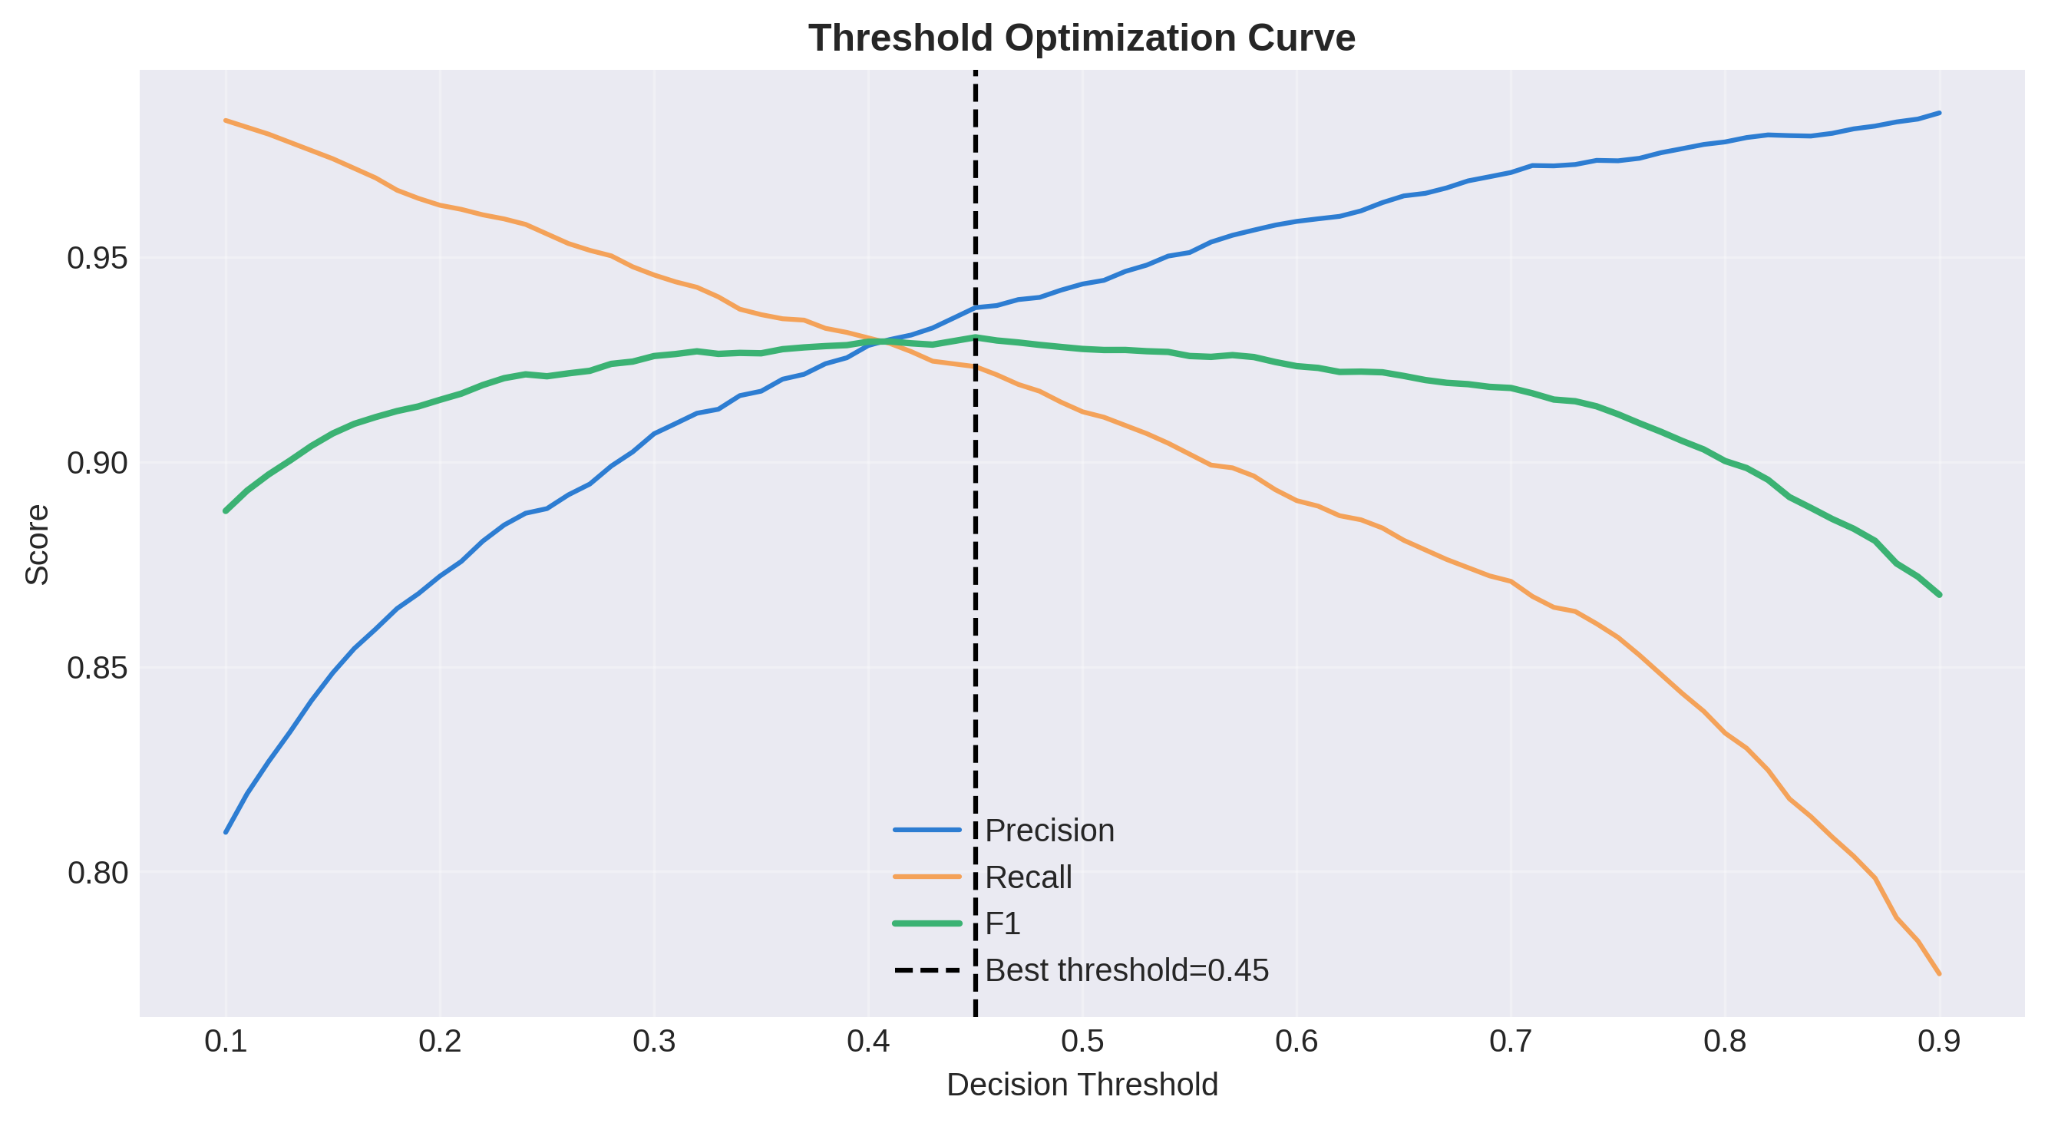 Threshold Optimization Curve
Score
0.95
0.90
0.85
0.80
Precision
Recall
F1
Best threshold=0.45
0.1 0.2 0.3 0.4 0.5 0.6 0.7 0.8 0.9
Decision Threshold